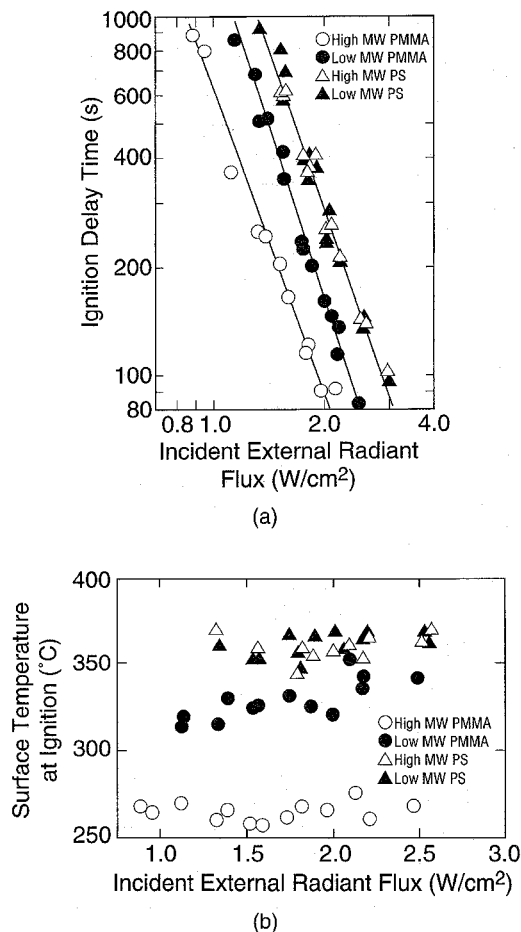 1000
800
600
400
200
100
80
Ignition Delay Time (s)
High MW PMMA
Low MW PMMA
High MW PS
Low MW PS
0.8 1.0 2.0 4.0
Incident External Radiant
Flux (W/cm²)
(a)
400
350
300
250
Surface Temperature
at Ignition (°C)
High MW PMMA
Low MW PMMA
High MW PS
Low MW PS
1.0 1.5 2.0 2.5 3.0
Incident External Radiant Flux (W/cm²)
(b)